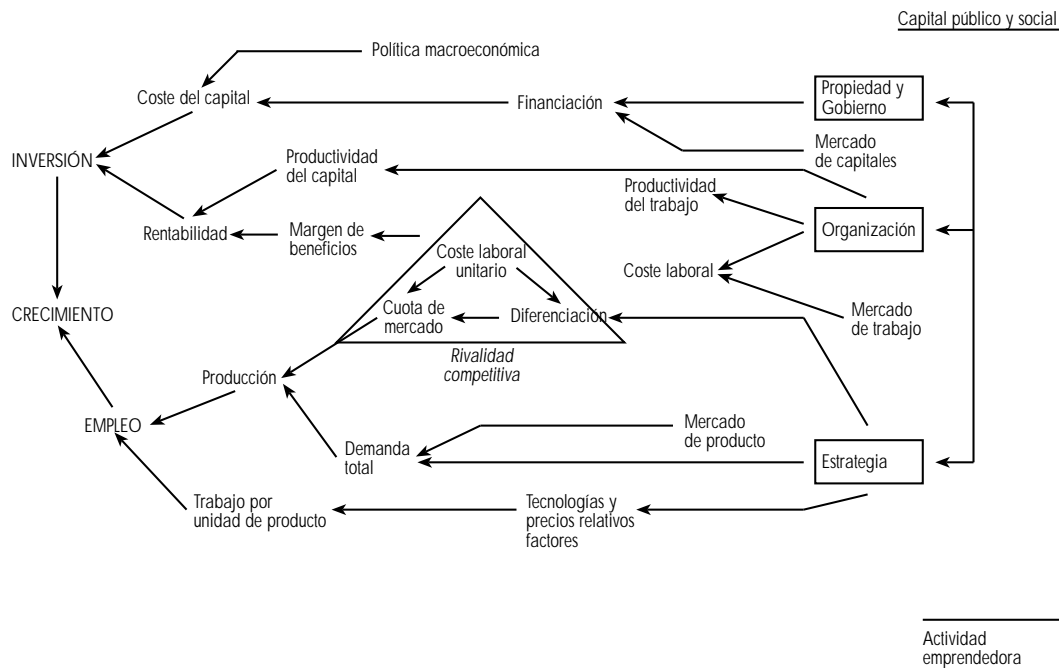 Capital público y social
Política macroeconómica
Coste del capital
Financiación
Propiedad y
Gobierno
Mercado
de capitales
INVERSIÓN
Productividad
del capital
Productividad
del trabajo
Rentabilidad
Margen de
beneficios
Organización
Coste laboral
unitario
Coste laboral
CRECIMIENTO
Cuota de
mercado
Diferenciación
Mercado
de trabajo
Rivalidad
competitiva
Producción
EMPLEO
Mercado
de producto
Demanda
total
Estrategia
Trabajo por
unidad de producto
Tecnologías y
precios relativos
factores
Actividad
emprendedora